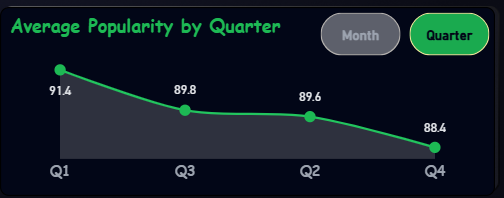 Average Popularity by Quarter
Month
Quarter
91.4
89.8
89.6
88.4
Q1
Q3
Q2
Q4